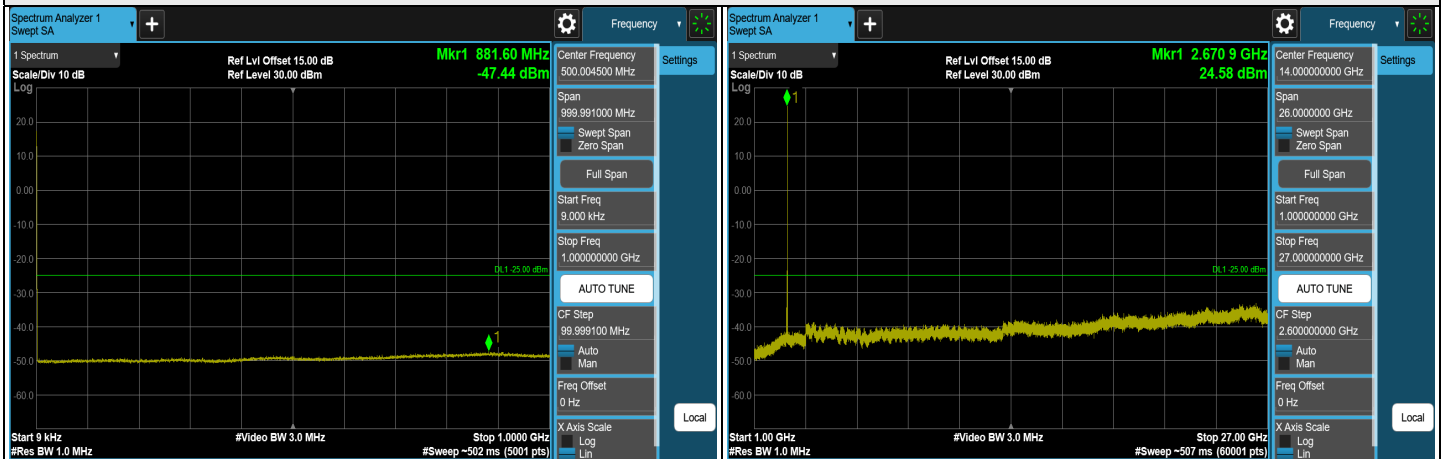 Spectrum Analyzer 1
Swept SA
+
Frequency
1 Spectrum
Scale/Div 10 dB
Log
Ref Lvl Offset 15.00 dB
Ref Level 30.00 dBm
Mkr1 881.60 MHz
-47.44 dBm
20.0
10.0
0.00
-10.0
-20.0
-30.0
-40.0
-50.0
-60.0
DL1 -25.00 dBm
1
Start 9 kHz
#Res BW 1.0 MHz
#Video BW 3.0 MHz
Stop 1.0000 GHz
#Sweep ~502 ms (5001 pts)
Center Frequency
500.004500 MHz
Settings
Span
999.991000 MHz
Swept Span
Zero Span
Full Span
Start Freq
9.000 kHz
Stop Freq
1.000000000 GHz
AUTO TUNE
CF Step
99.999100 MHz
Auto
Man
Freq Offset
0 Hz
X Axis Scale
Log
Lin
Local
Spectrum Analyzer 1
Swept SA
+
Frequency
1 Spectrum
Scale/Div 10 dB
Log
Ref Lvl Offset 15.00 dB
Ref Level 30.00 dBm
Mkr1 2.670 9 GHz
24.58 dBm
1
20.0
10.0
0.00
-10.0
-20.0
-30.0
-40.0
-50.0
-60.0
DL1 -25.00 dBm
Start 1.00 GHz
#Res BW 1.0 MHz
#Video BW 3.0 MHz
Stop 27.00 GHz
#Sweep ~507 ms (60001 pts)
Center Frequency
14.000000000 GHz
Settings
Span
26.0000000 GHz
Swept Span
Zero Span
Full Span
Start Freq
1.000000000 GHz
Stop Freq
27.000000000 GHz
AUTO TUNE
CF Step
2.600000000 GHz
Auto
Man
Freq Offset
0 Hz
X Axis Scale
Log
Lin
Local